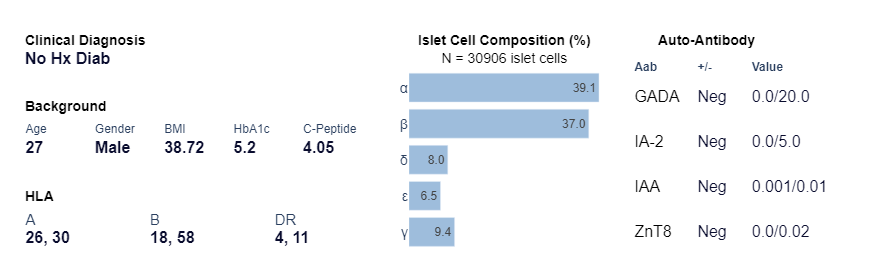 Clinical Diagnosis
No Hx Diab
Background
Age Gender BMI HbA1c C-Peptide
27 Male 38.72 5.2 4.05
HLA
A B DR
26, 30 18, 58 4, 11
Islet Cell Composition (%)
N = 30906 islet cells
α 39.1
β 37.0
δ 8.0
ε 6.5
γ 9.4
Auto-Antibody
Aab +/- Value
GADA Neg 0.0/20.0
IA-2 Neg 0.0/5.0
IAA Neg 0.001/0.01
ZnT8 Neg 0.0/0.02